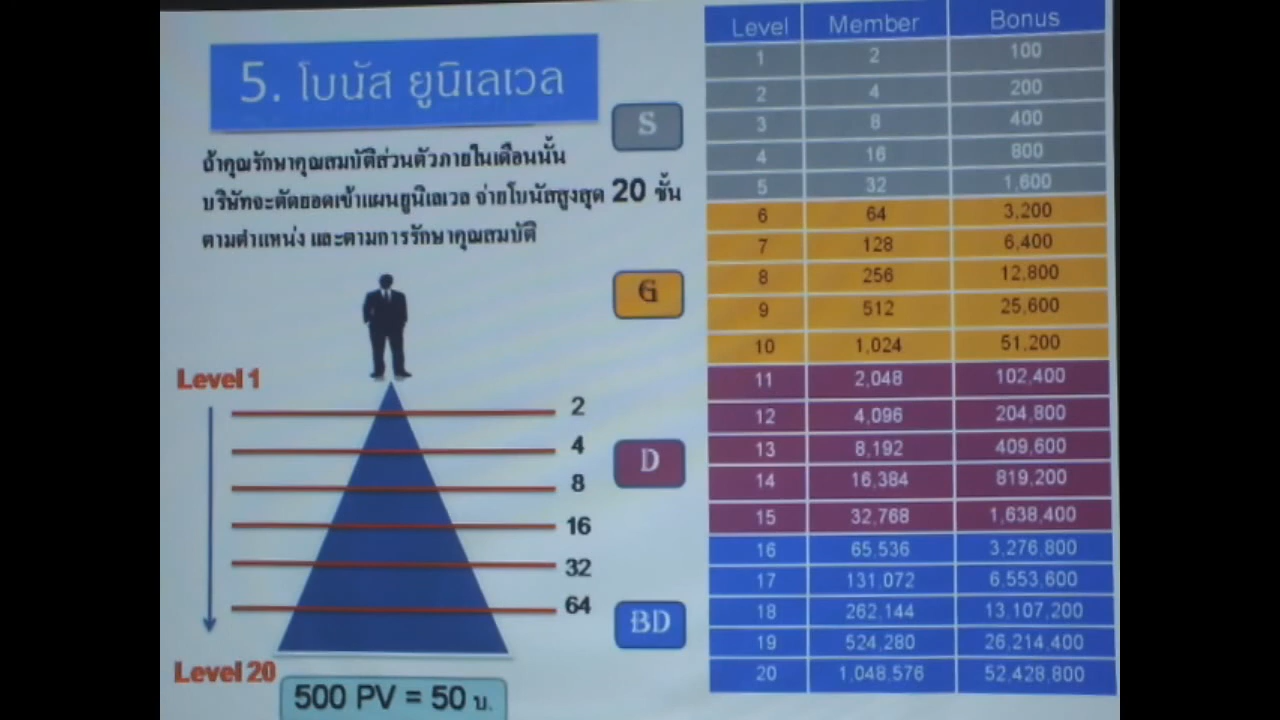 5. โบนัส ยูนิเลเวล
ถ้าคุณรักษาคุณสมบัติส่วนตัวภายในเดือนนั้น
บริษัทจะตัดยอดเข้าแผนยูนิเลเวล จ่ายโบนัสสูงสุด 20 ชั้น
ตามตำแหน่ง และตามการรักษาคุณสมบัติ
Level 1
2
4
8
16
32
64
Level 20
500 PV = 50 บ.
S
G
D
BD
Level Member Bonus
1 2 100
2 4 200
3 8 400
4 16 800
5 32 1,600
6 64 3,200
7 128 6,400
8 256 12,800
9 512 25,600
10 1,024 51,200
11 2,048 102,400
12 4,096 204,800
13 8,192 409,600
14 16,384 819,200
15 32,768 1,638,400
16 65,536 3,276,800
17 131,072 6,553,600
18 262,144 13,107,200
19 524,280 26,214,400
20 1,048,576 52,428,800